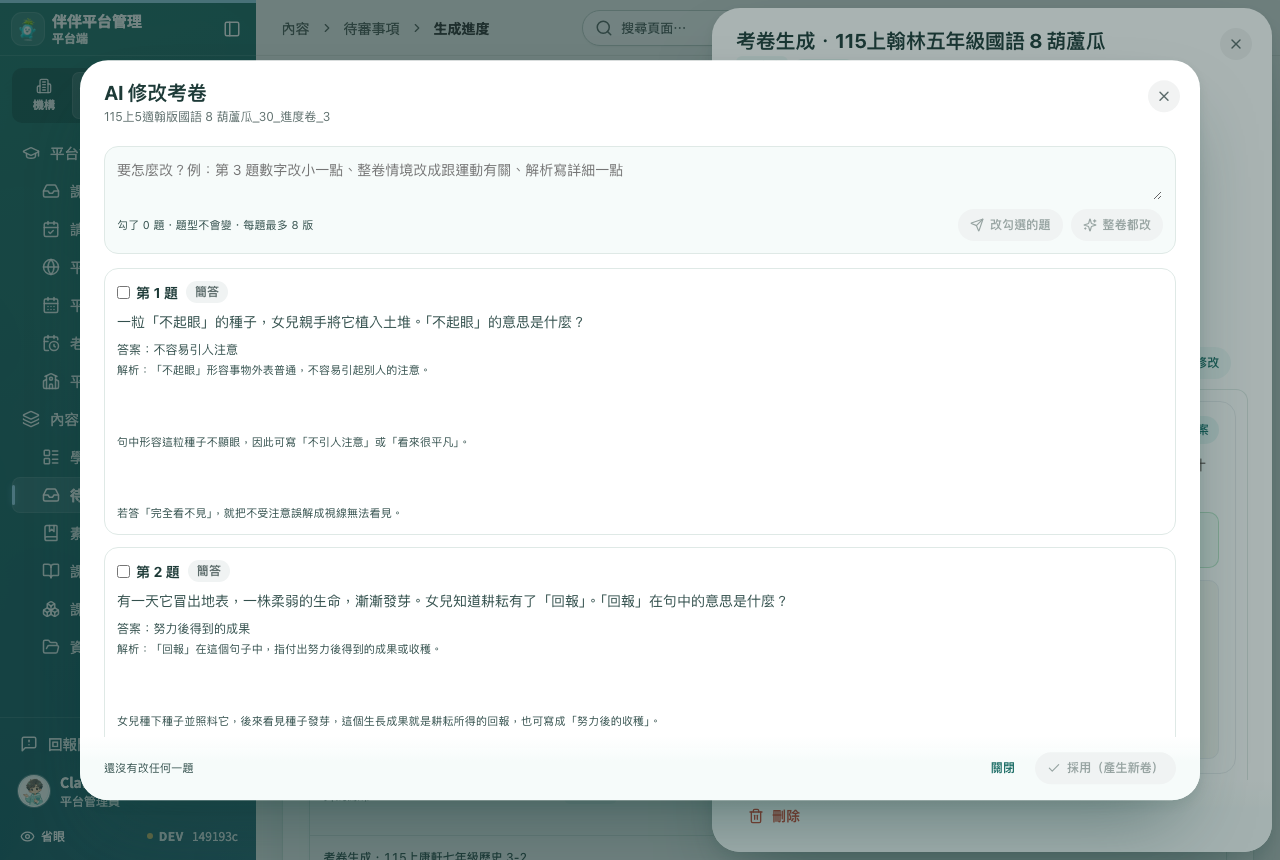 伴伴平台管理
平台端
機構
平台
內容
回報
Cla
平台管理員
省眼
DEV 149193c
內容 > 待審事項 > 生成進度
搜尋頁面…
考卷生成 · 115上翰林五年級國語 8 葫蘆瓜
AI 修改考卷
115上5適翰版國語 8 葫蘆瓜_30_進度卷_3
要怎麼改？例：第 3 題數字改小一點、整卷情境改成跟運動有關、解析寫詳細一點
勾了 0 題 · 題型不會變 · 每題最多 8 版
改勾選的題
整卷都改
第 1 題 簡答
一粒「不起眼」的種子，女兒親手將它植入土堆。「不起眼」的意思是什麼？
答案：不容易引人注意
解析：「不起眼」形容事物外表普通，不容易引起別人的注意。
句中形容這粒種子不顯眼，因此可寫「不引人注意」或「看來很平凡」。
若答「完全看不見」，就把不受注意誤解成視線無法看見。
第 2 題 簡答
有一天它冒出地表，一株柔弱的生命，漸漸發芽。女兒知道耕耘有了「回報」。「回報」在句中的意思是什麼？
答案：努力後得到的成果
解析：「回報」在這個句子中，指付出努力後得到的成果或收穫。
女兒種下種子並照料它，後來看見種子發芽，這個生長成果就是耕耘所得的回報，也可寫成「努力後的收穫」。
還沒有改任何一題
關閉
採用（產生新卷）
修改
案
刪除
考卷生成 · 115上康軒七年級歷史 3-2